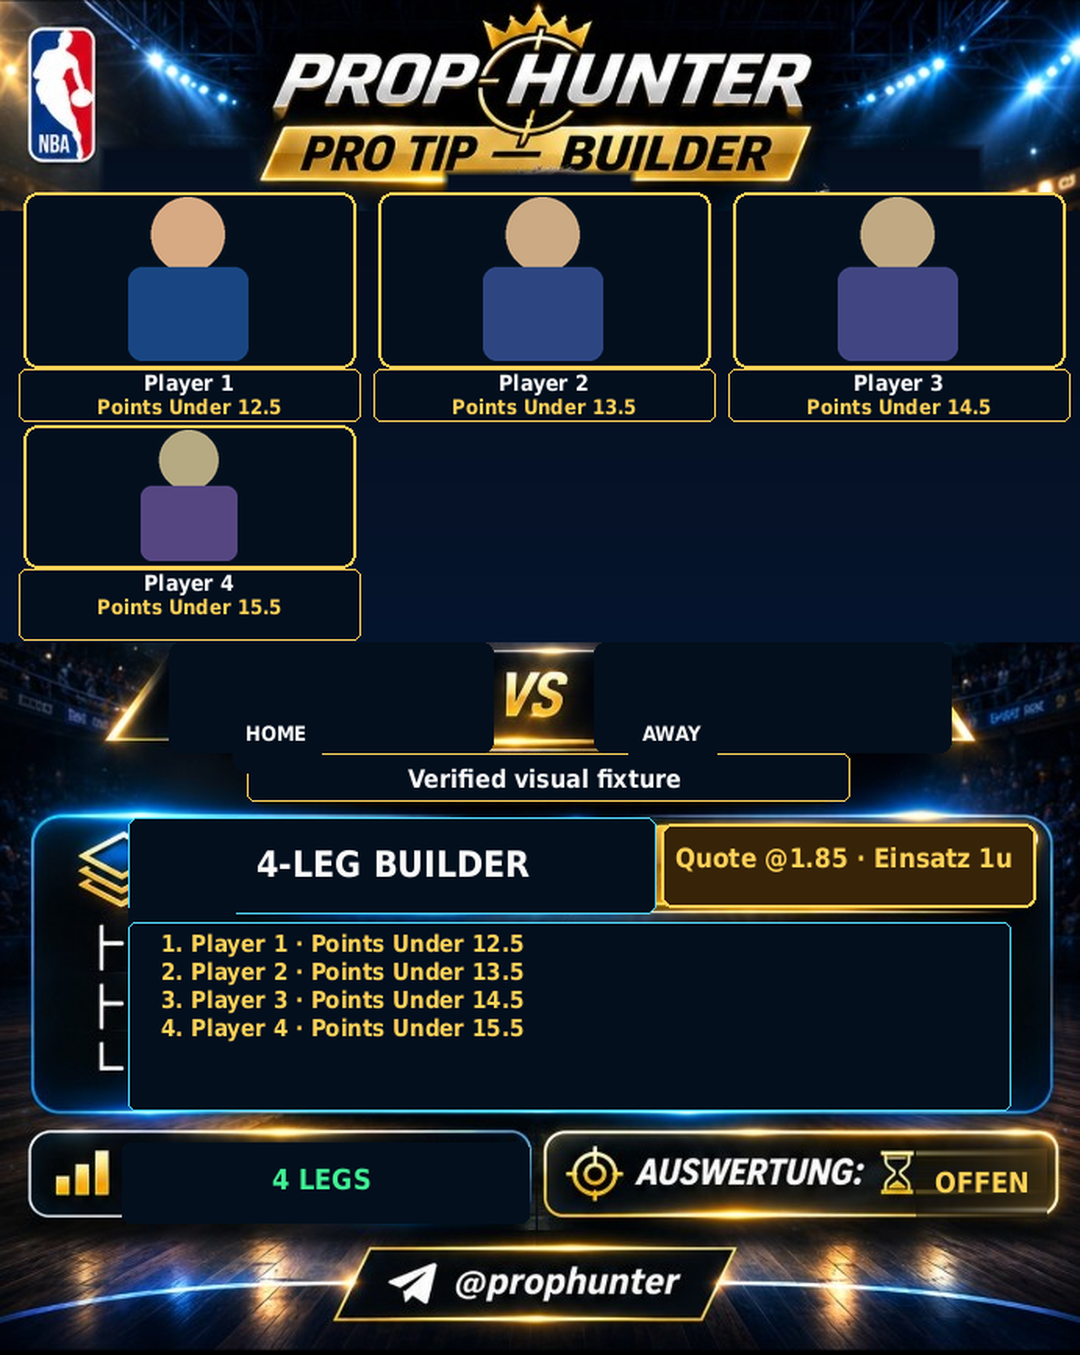 NBA
PROP HUNTER
PRO TIP — BUILDER
Player 1
Points Under 12.5
Player 2
Points Under 13.5
Player 3
Points Under 14.5
Player 4
Points Under 15.5
VS
HOME
AWAY
Verified visual fixture
4-LEG BUILDER
Quote @1.85 · Einsatz 1u
1. Player 1 · Points Under 12.5
2. Player 2 · Points Under 13.5
3. Player 3 · Points Under 14.5
4. Player 4 · Points Under 15.5
4 LEGS
AUSWERTUNG:
OFFEN
@prophunter